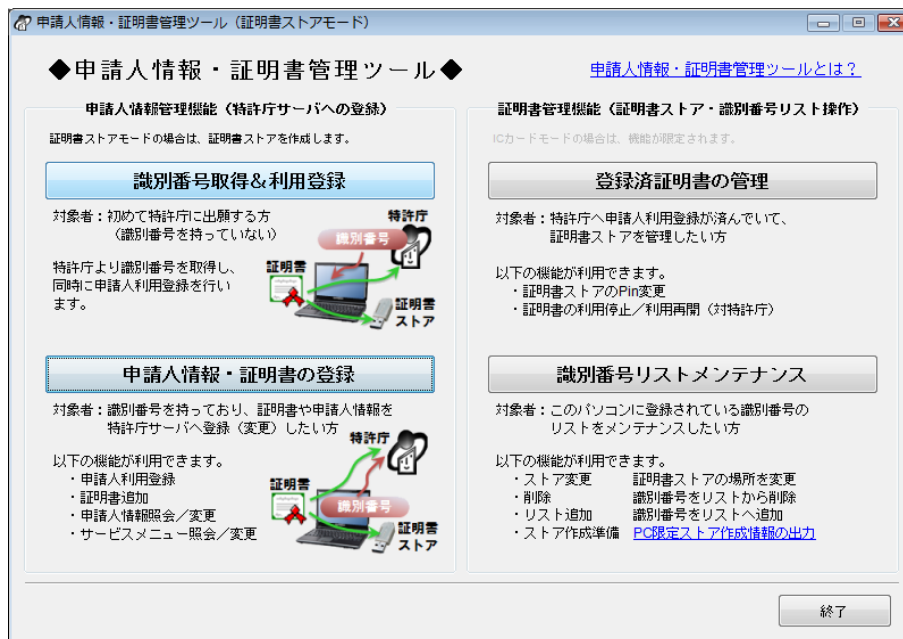 申請人情報・証明書管理ツール（証明書ストアモード）
◆申請人情報・証明書管理ツール◆
申請人情報・証明書管理ツールとは？
申請人情報管理機能（特許庁サーバへの登録）
証明書ストアモードの場合は、証明書ストアを作成します。
識別番号取得＆利用登録
対象者：初めて特許庁に出願する方
（識別番号を持っていない）
特許庁より識別番号を取得し、
同時に申請人利用登録を行い
ます。
特許庁
識別番号
証明書
証明書
ストア
申請人情報・証明書の登録
対象者：識別番号を持っており、証明書や申請人情報を
特許庁サーバへ登録（変更）したい方
以下の機能が利用できます。
・申請人利用登録
・証明書追加
・申請人情報照会／変更
・サービスメニュー照会／変更
特許庁
証明書
識別番号
証明書
ストア
証明書管理機能（証明書ストア・識別番号リスト操作）
ICカードモードの場合は、機能が限定されます。
登録済証明書の管理
対象者：特許庁へ申請人利用登録が済んでいて、
証明書ストアを管理したい方
以下の機能が利用できます。
・証明書ストアのPin変更
・証明書の利用停止／利用再開（対特許庁）
識別番号リストメンテナンス
対象者：このパソコンに登録されている識別番号の
リストをメンテナンスしたい方
以下の機能が利用できます。
・ストア変更 証明書ストアの場所を変更
・削除 識別番号をリストから削除
・リスト追加 識別番号をリストへ追加
・ストア作成準備 PC限定ストア作成情報の出力
終了